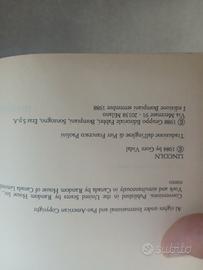 All rights under International and Pan-American Copyright
Conventions. Published in the United States by Random House, Inc.,
York and simultaneously in Canada by Random House of Canada Limited
LINCOLN
© 1984 by Gore Vidal
Traduzione dall'inglese di Pier Francesco Paolini
© 1988 Gruppo Editoriale Fabbri, Bompiani, Sonzogno, Etas S.p.A.
Via Mecenate 91 - 20138 Milano
I edizione Bompiani settembre 1988
subito